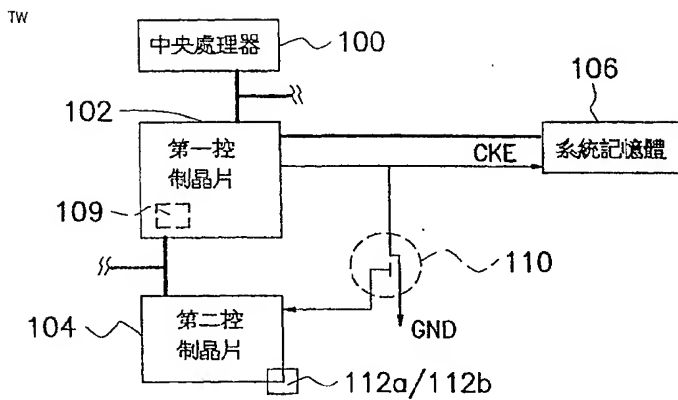 TW
中央處理器
100
102
106
第一控
制晶片
CKE
系統記憶體
109
110
第二控
制晶片
104
GND
112a/112b